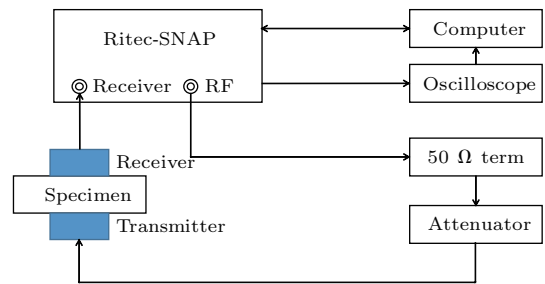 Ritec-SNAP
Computer
Receiver
RF
Oscilloscope
Receiver
50 Ω term
Specimen
Transmitter
Attenuator